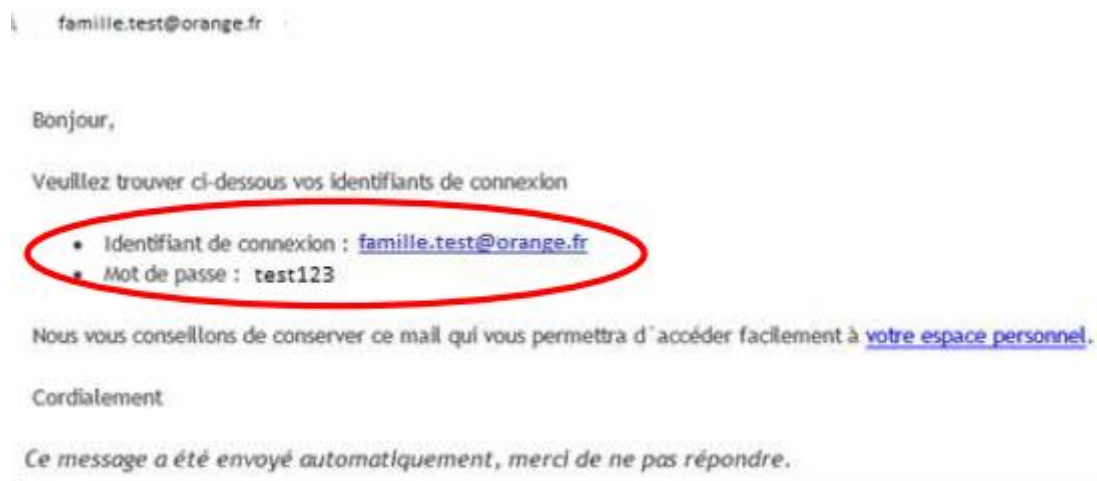 famille.test@orange.fr
Bonjour,
Veuillez trouver ci-dessous vos identifiants de connexion
• Identifiant de connexion : famille.test@orange.fr
• Mot de passe : test123
Nous vous conseillons de conserver ce mail qui vous permettra d´accéder facilement à votre espace personnel.
Cordialement
Ce message a été envoyé automatiquement, merci de ne pas répondre.